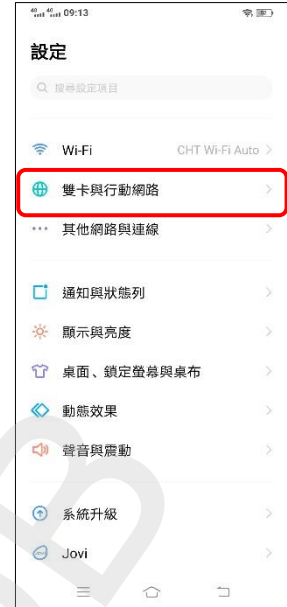 4G 4G 09:13
設定
搜尋設定項目
Wi-Fi CHT Wi-Fi Auto
雙卡與行動網路
其他網路與連線
通知與狀態列
顯示與亮度
桌面、鎖定螢幕與桌布
動態效果
聲音與震動
系統升級
Jovi